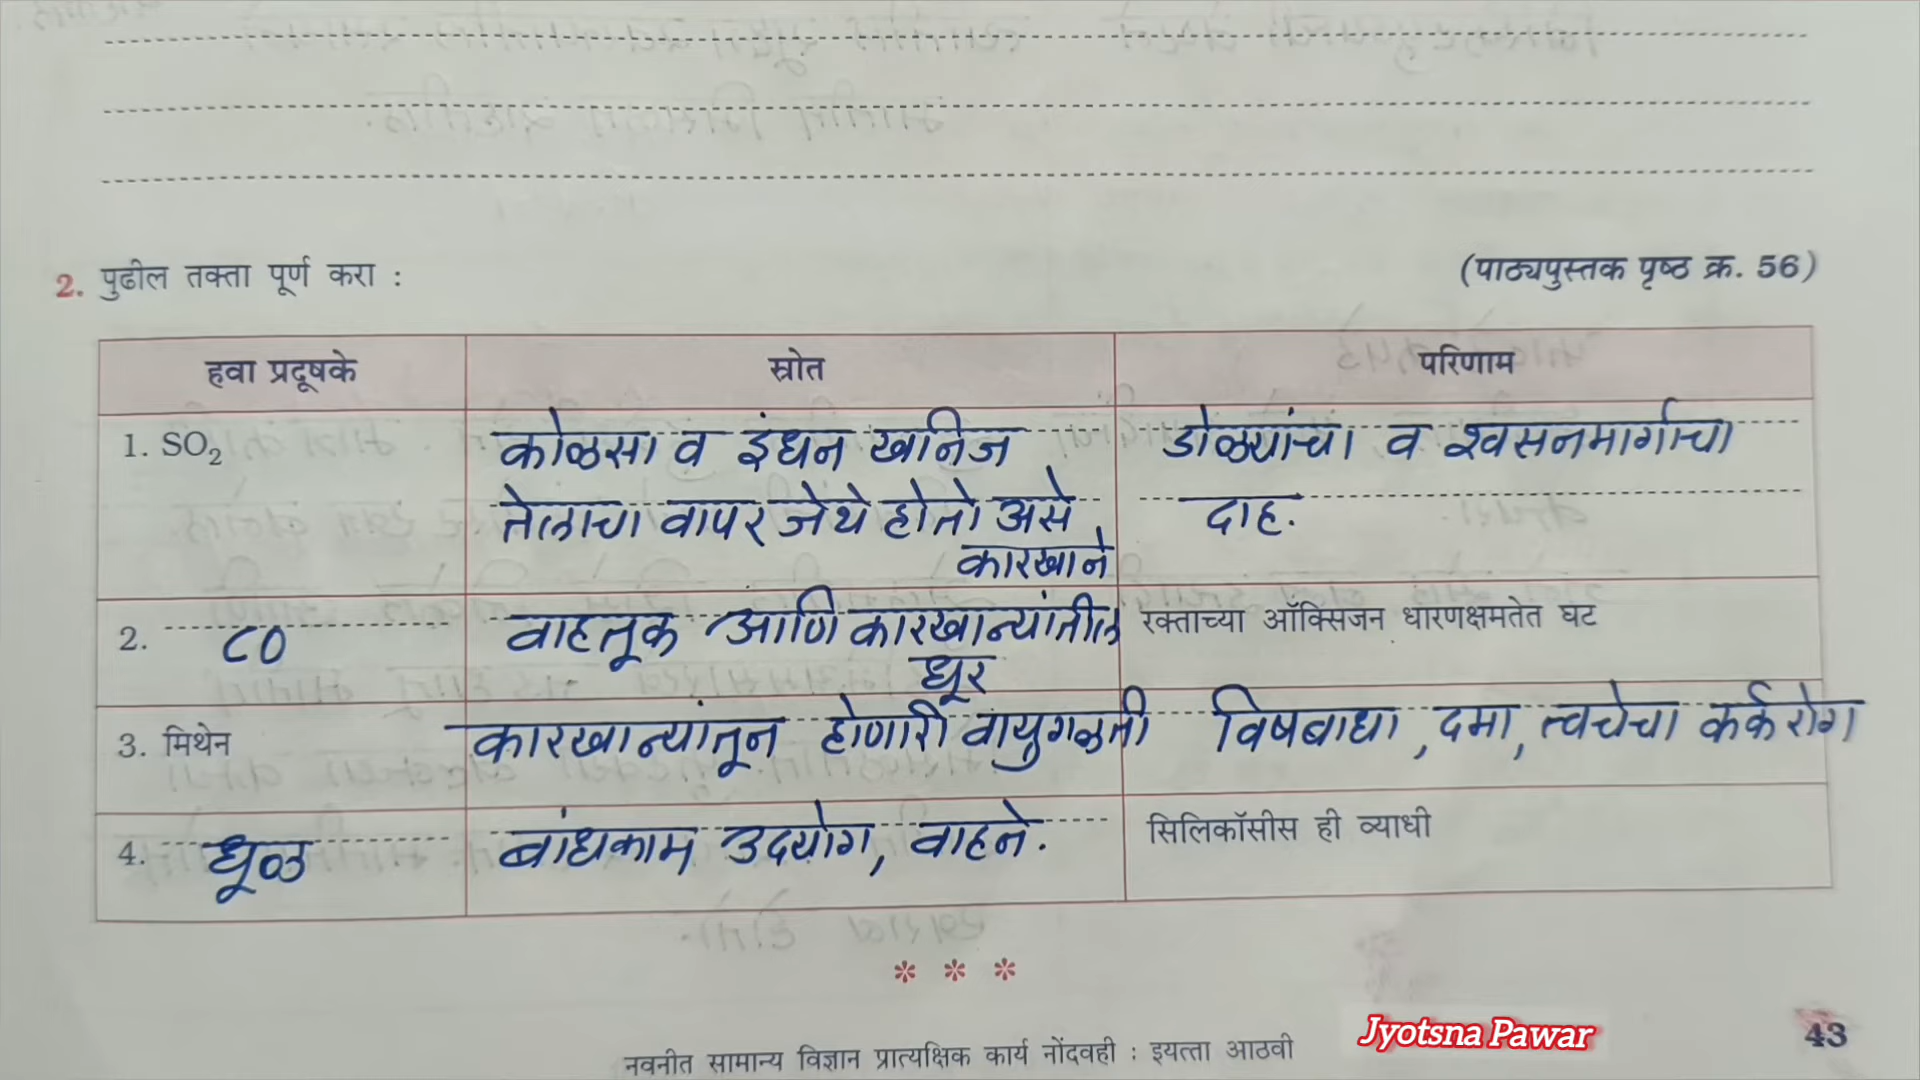 2. पुढील तक्ता पूर्ण करा :
(पाठ्यपुस्तक पृष्ठ क्र. 56)
हवा प्रदूषके
स्रोत
परिणाम
1. SO2
कोळसा व इंधन खनिज
तेलाचा वापर जेथे होतो असे
कारखाने
डोळ्यांचा व श्वसनमार्गाचा
दाह.
2. CO
वाहतूक आणि कारखान्यांतील
धूर
रक्ताच्या ऑक्सिजन धारणक्षमतेत घट
3. मिथेन
कारखान्यांतून होणारी वायुगळती
विषबाधा, दमा, त्वचेचा कर्करोग
4. धूळ
बांधकाम उदयोग, वाहने.
सिलिकॉसीस ही व्याधी
* * *
Jyotsna Pawar
43
नवनीत सामान्य विज्ञान प्रात्यक्षिक कार्य नोंदवही : इयत्ता आठवी